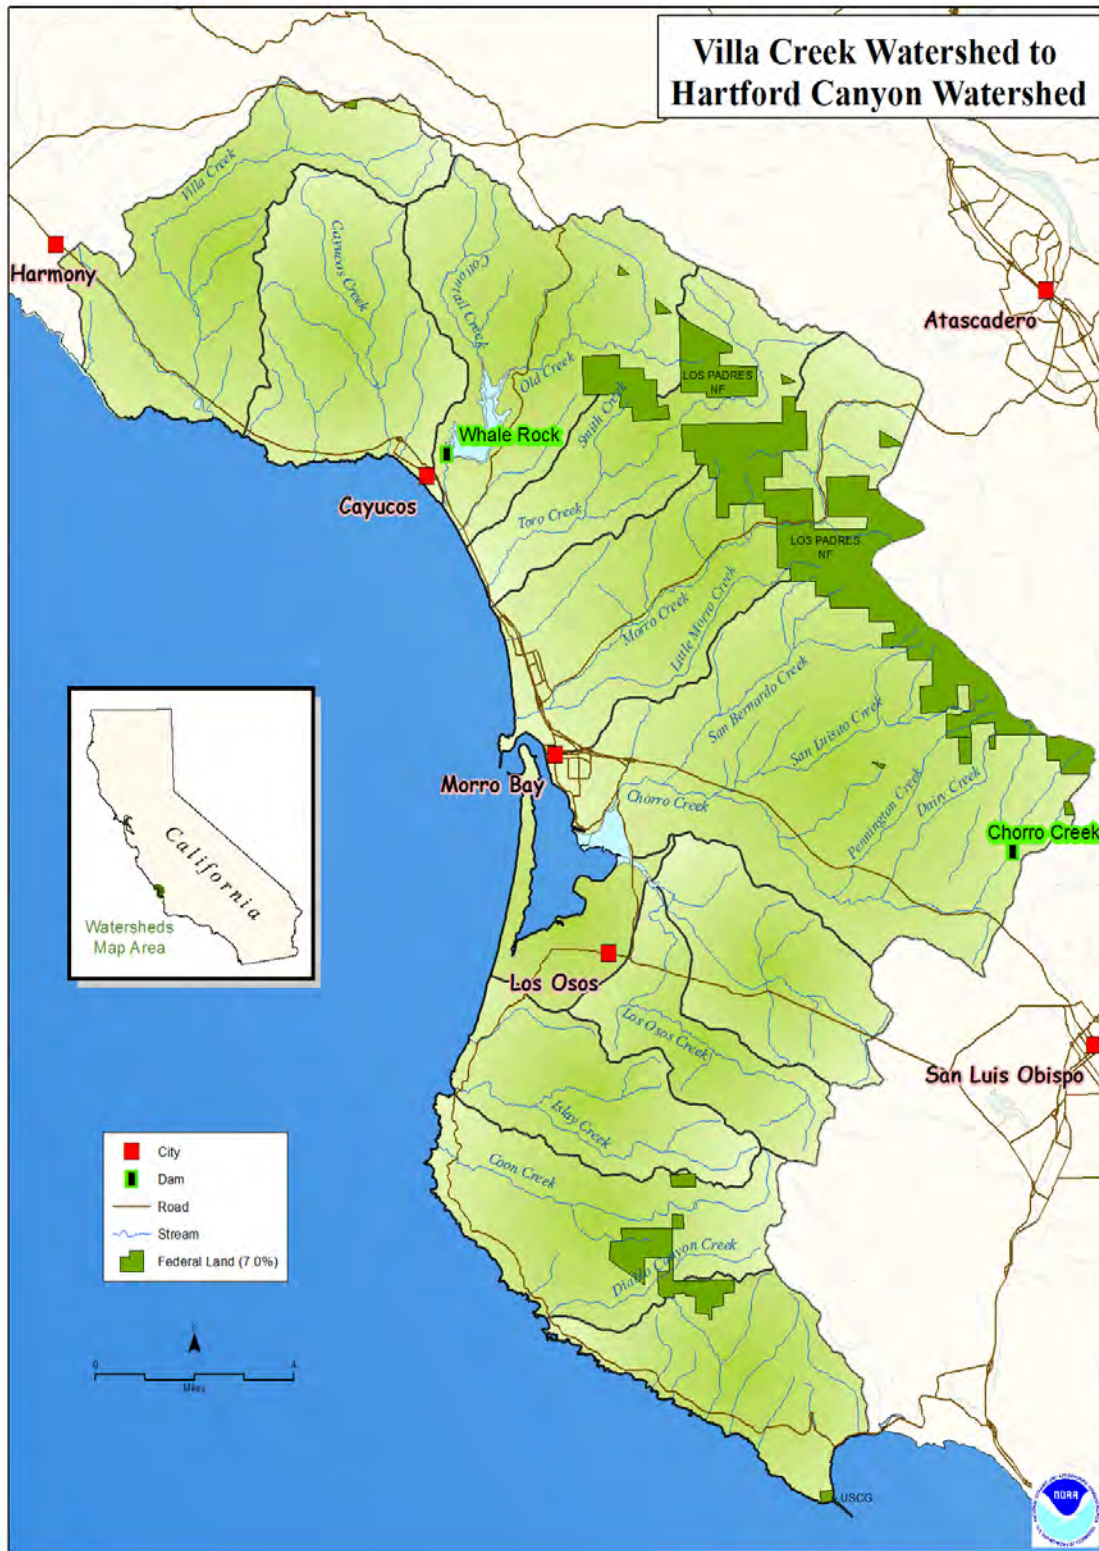 Villa Creek Watershed to
Hartford Canyon Watershed
Villa Creek
Cayucos Creek
Cottontail Creek
Harmony
Atascadero
Old Creek
LOS PADRES
NF
Smith Creek
Whale Rock
Cayucos
Toro Creek
LOS PADRES
NF
Morro Creek
Little Morro Creek
San Bernardo Creek
San Luisito Creek
Morro Bay
Chorro Creek
Pennington Creek
Dairy Creek
Chorro Creek
California
Watersheds
Map Area
Los Osos
Los Osos Creek
San Luis Obispo
Islay Creek
Coon Creek
Diablo Canyon Creek
City
Dam
Road
Stream
Federal Land (7.0%)
0 4
Miles
USCG
NOAA